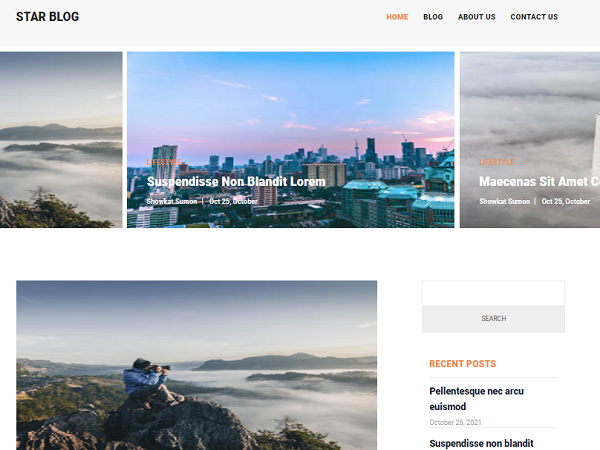 STAR BLOG
HOME BLOG ABOUT US CONTACT US
LIFESTYLE
Suspendisse Non Blandit Lorem
Showkat Sumon | Oct 25, October
LIFESTYLE
Maecenas Sit Amet
Showkat Sumon | Oct 25, October
SEARCH
RECENT POSTS
Pellentesque nec arcu
euismod
October 25, 2021
Suspendisse non blandit